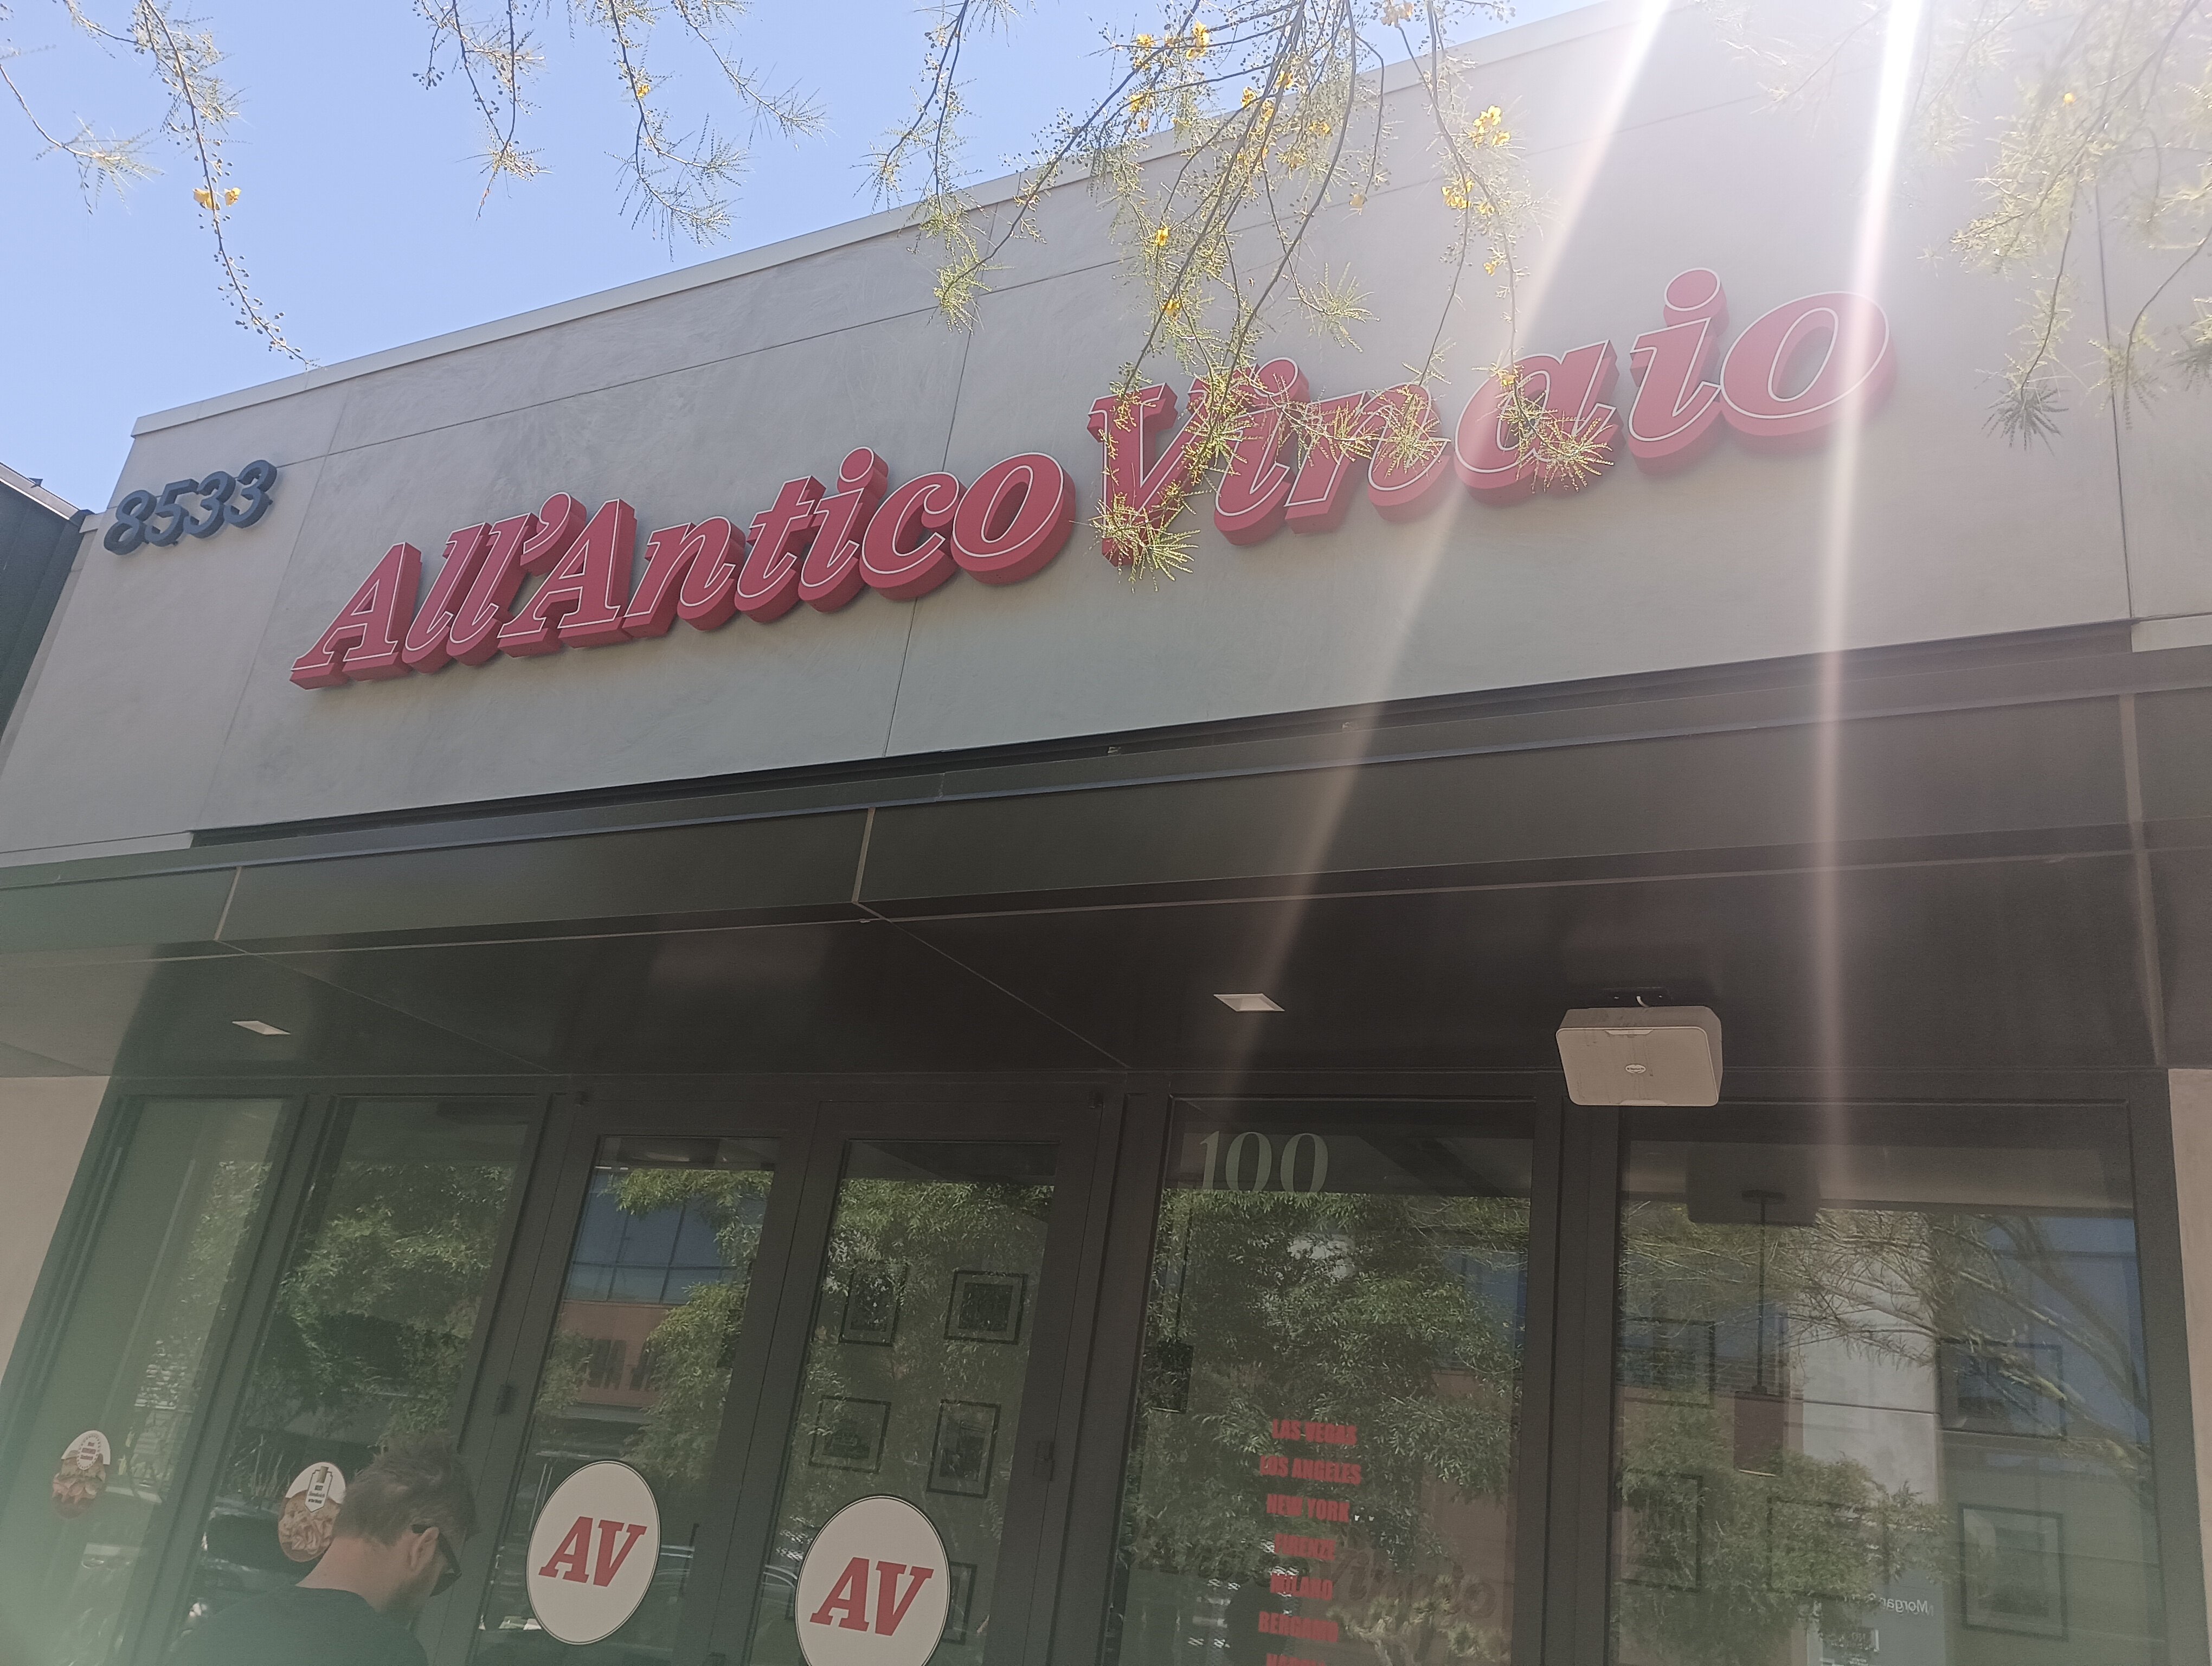 8533
All'Antico Vinaio
100
LAS VEGAS
LOS ANGELES
NEW YORK
FIRENZE
MILANO
BERGAMO
AV
AV